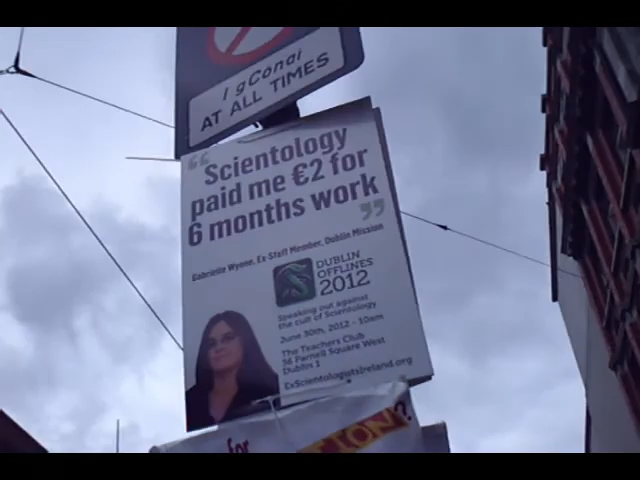 I gConaí
AT ALL TIMES
“Scientology
paid me €2 for
6 months work”
Gabrielle Wynne, Ex-Staff Member, Dublin Mission
DUBLIN
OFFLINES
2012
Speaking out against
the cult of Scientology
June 30th, 2012 - 10am
The Teachers Club
36 Parnell Square West
Dublin 1
ExScientologistsIreland.org
for